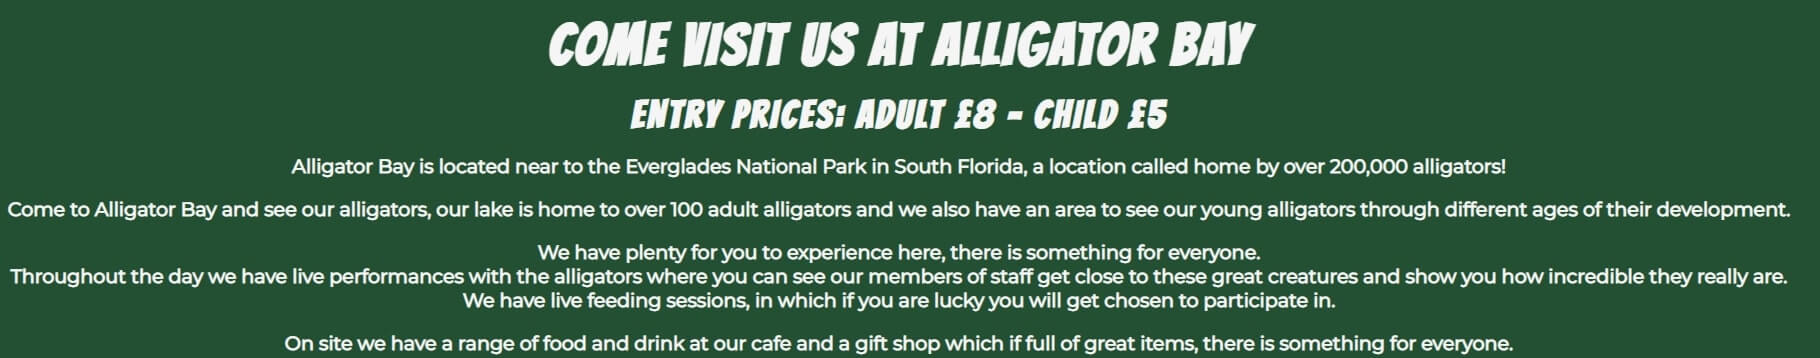 COME VISIT US AT ALLIGATOR BAY
ENTRY PRICES: ADULT £8 - CHILD £5
Alligator Bay is located near to the Everglades National Park in South Florida, a location called home by over 200,000 alligators!
Come to Alligator Bay and see our alligators, our lake is home to over 100 adult alligators and we also have an area to see our young alligators through different ages of their development.
We have plenty for you to experience here, there is something for everyone.
Throughout the day we have live performances with the alligators where you can see our members of staff get close to these great creatures and show you how incredible they really are.
We have live feeding sessions, in which if you are lucky you will get chosen to participate in.
On site we have a range of food and drink at our cafe and a gift shop which if full of great items, there is something for everyone.